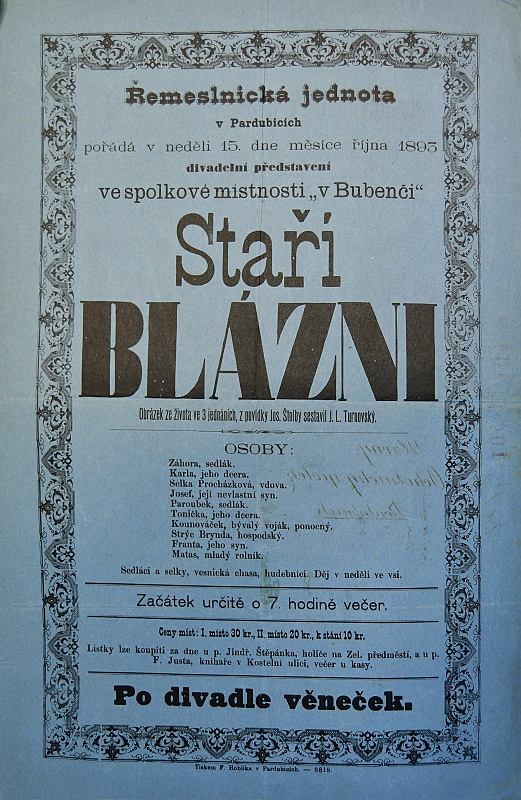 Řemeslnická jednota
v Pardubicích
pořádá v neděli 15. dne měsíce října 1893
divadelní představení
ve spolkové místnosti „v Bubenči“
Staří
BLÁZNI
Obrázek ze života ve 3 jednáních, z povídky Jos. Štolby sestavil J. L. Turnovský.
OSOBY:
Záhora, sedlák.
Karla, jeho dcera.
Selka Procházková, vdova.
Josef, její nevlastní syn.
Paroubek, sedlák.
Tonička, jeho dcera.
Kounováček, bývalý voják, ponocný.
Strýc Brynda, hospodský.
Franta, jeho syn.
Matas, mladý rolník.
Sedláci a selky, vesnická chasa, hudebníci. Děj v neděli ve vsi.
Začátek určitě o 7. hodině večer.
Ceny míst: I. místo 30 kr., II. místo 20 kr., k stání 10 kr.
Lístky lze koupiti za dne u p. Jindř. Štěpánka, holiče na Zel. předměstí, a u p.
F. Justa, knihaře v Kostelní ulici, večer u kasy.
Po divadle věneček.
Tiskem F. Hoblíka v Pardubicích. — 8818.